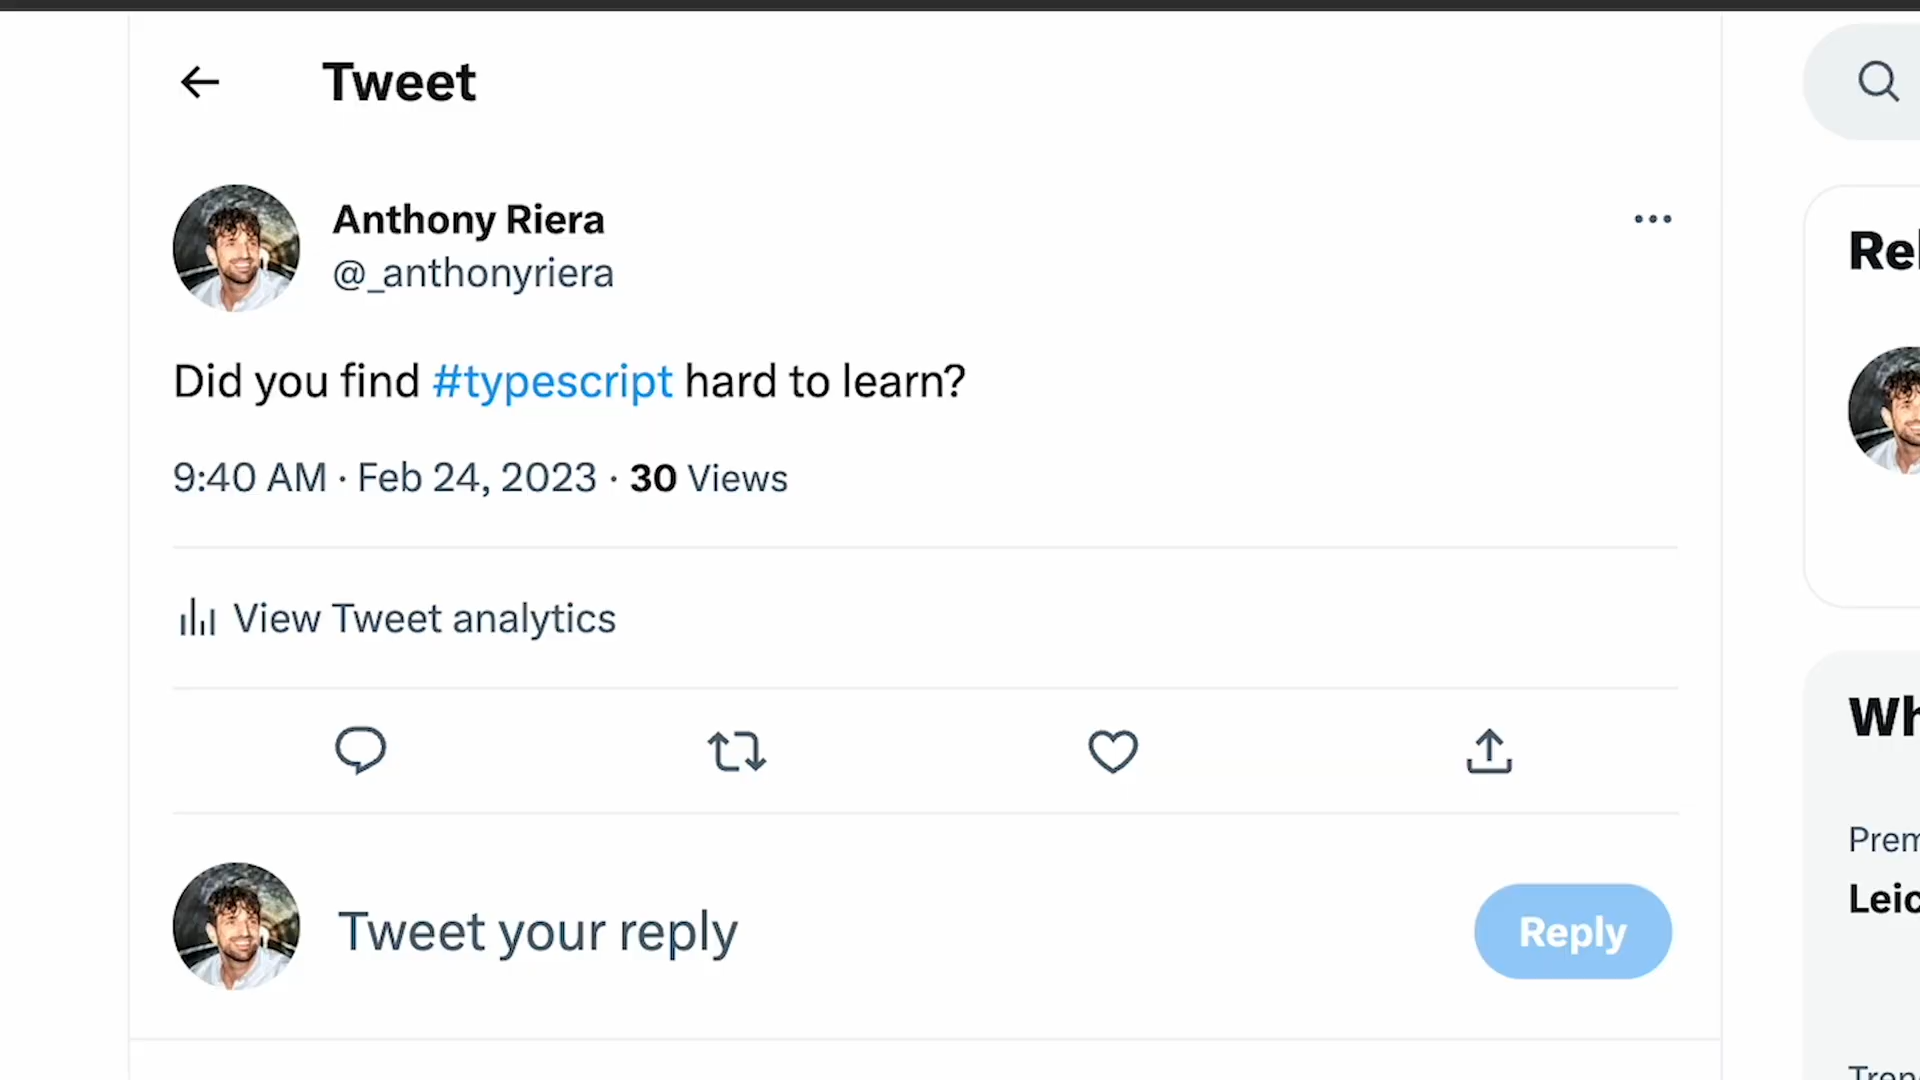 Tweet
Anthony Riera
@_anthonyriera
Did you find #typescript hard to learn?
9:40 AM · Feb 24, 2023 · 30 Views
View Tweet analytics
Tweet your reply
Reply